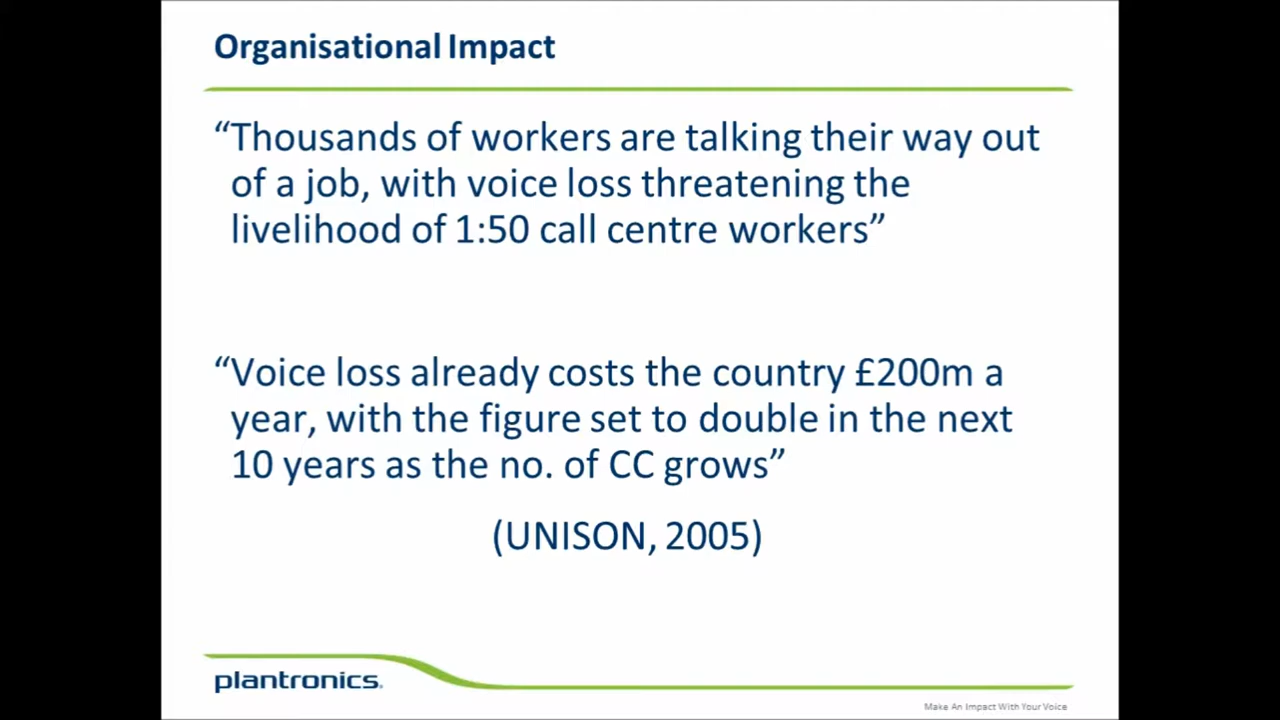 Organisational Impact
“Thousands of workers are talking their way out
of a job, with voice loss threatening the
livelihood of 1:50 call centre workers”
“Voice loss already costs the country £200m a
year, with the figure set to double in the next
10 years as the no. of CC grows”
(UNISON, 2005)
plantronics®
Make An Impact With Your Voice